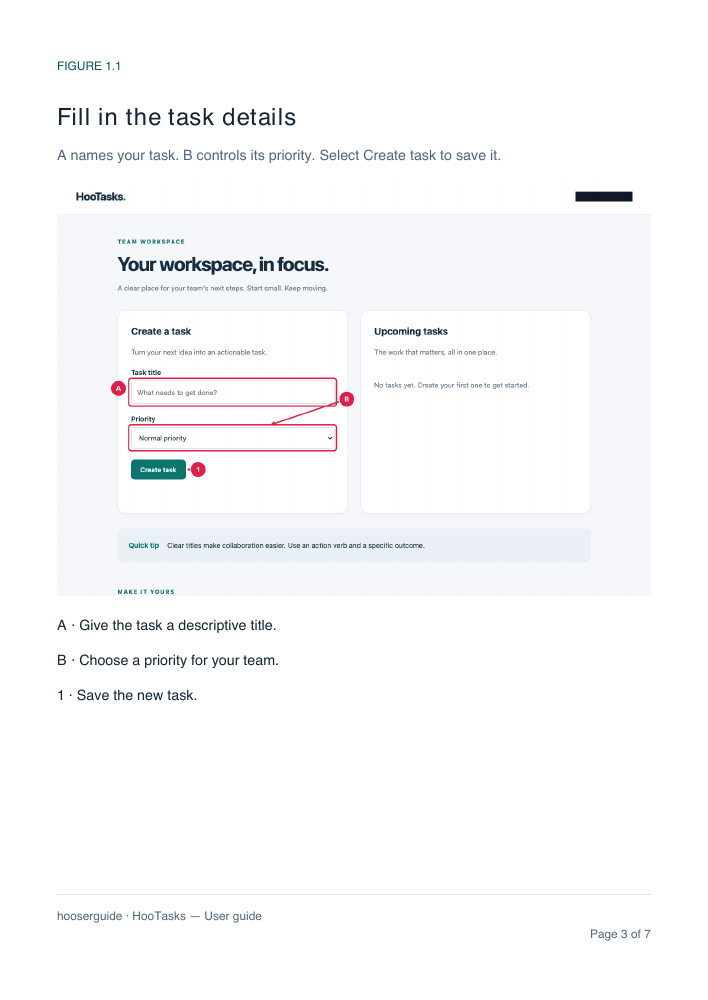 FIGURE 1.1
Fill in the task details
A names your task. B controls its priority. Select Create task to save it.
HooTasks.
TEAM WORKSPACE
Your workspace, in focus.
A clear place for your team's next steps. Start small. Keep moving.
Create a task
Turn your next idea into an actionable task.
Task title
A
What needs to get done?
B
Priority
Normal priority
Create task
1
Upcoming tasks
The work that matters, all in one place.
No tasks yet. Create your first one to get started.
Quick tip Clear titles make collaboration easier. Use an action verb and a specific outcome.
MAKE IT YOURS
A · Give the task a descriptive title.
B · Choose a priority for your team.
1 · Save the new task.
hooserguide · HooTasks — User guide
Page 3 of 7